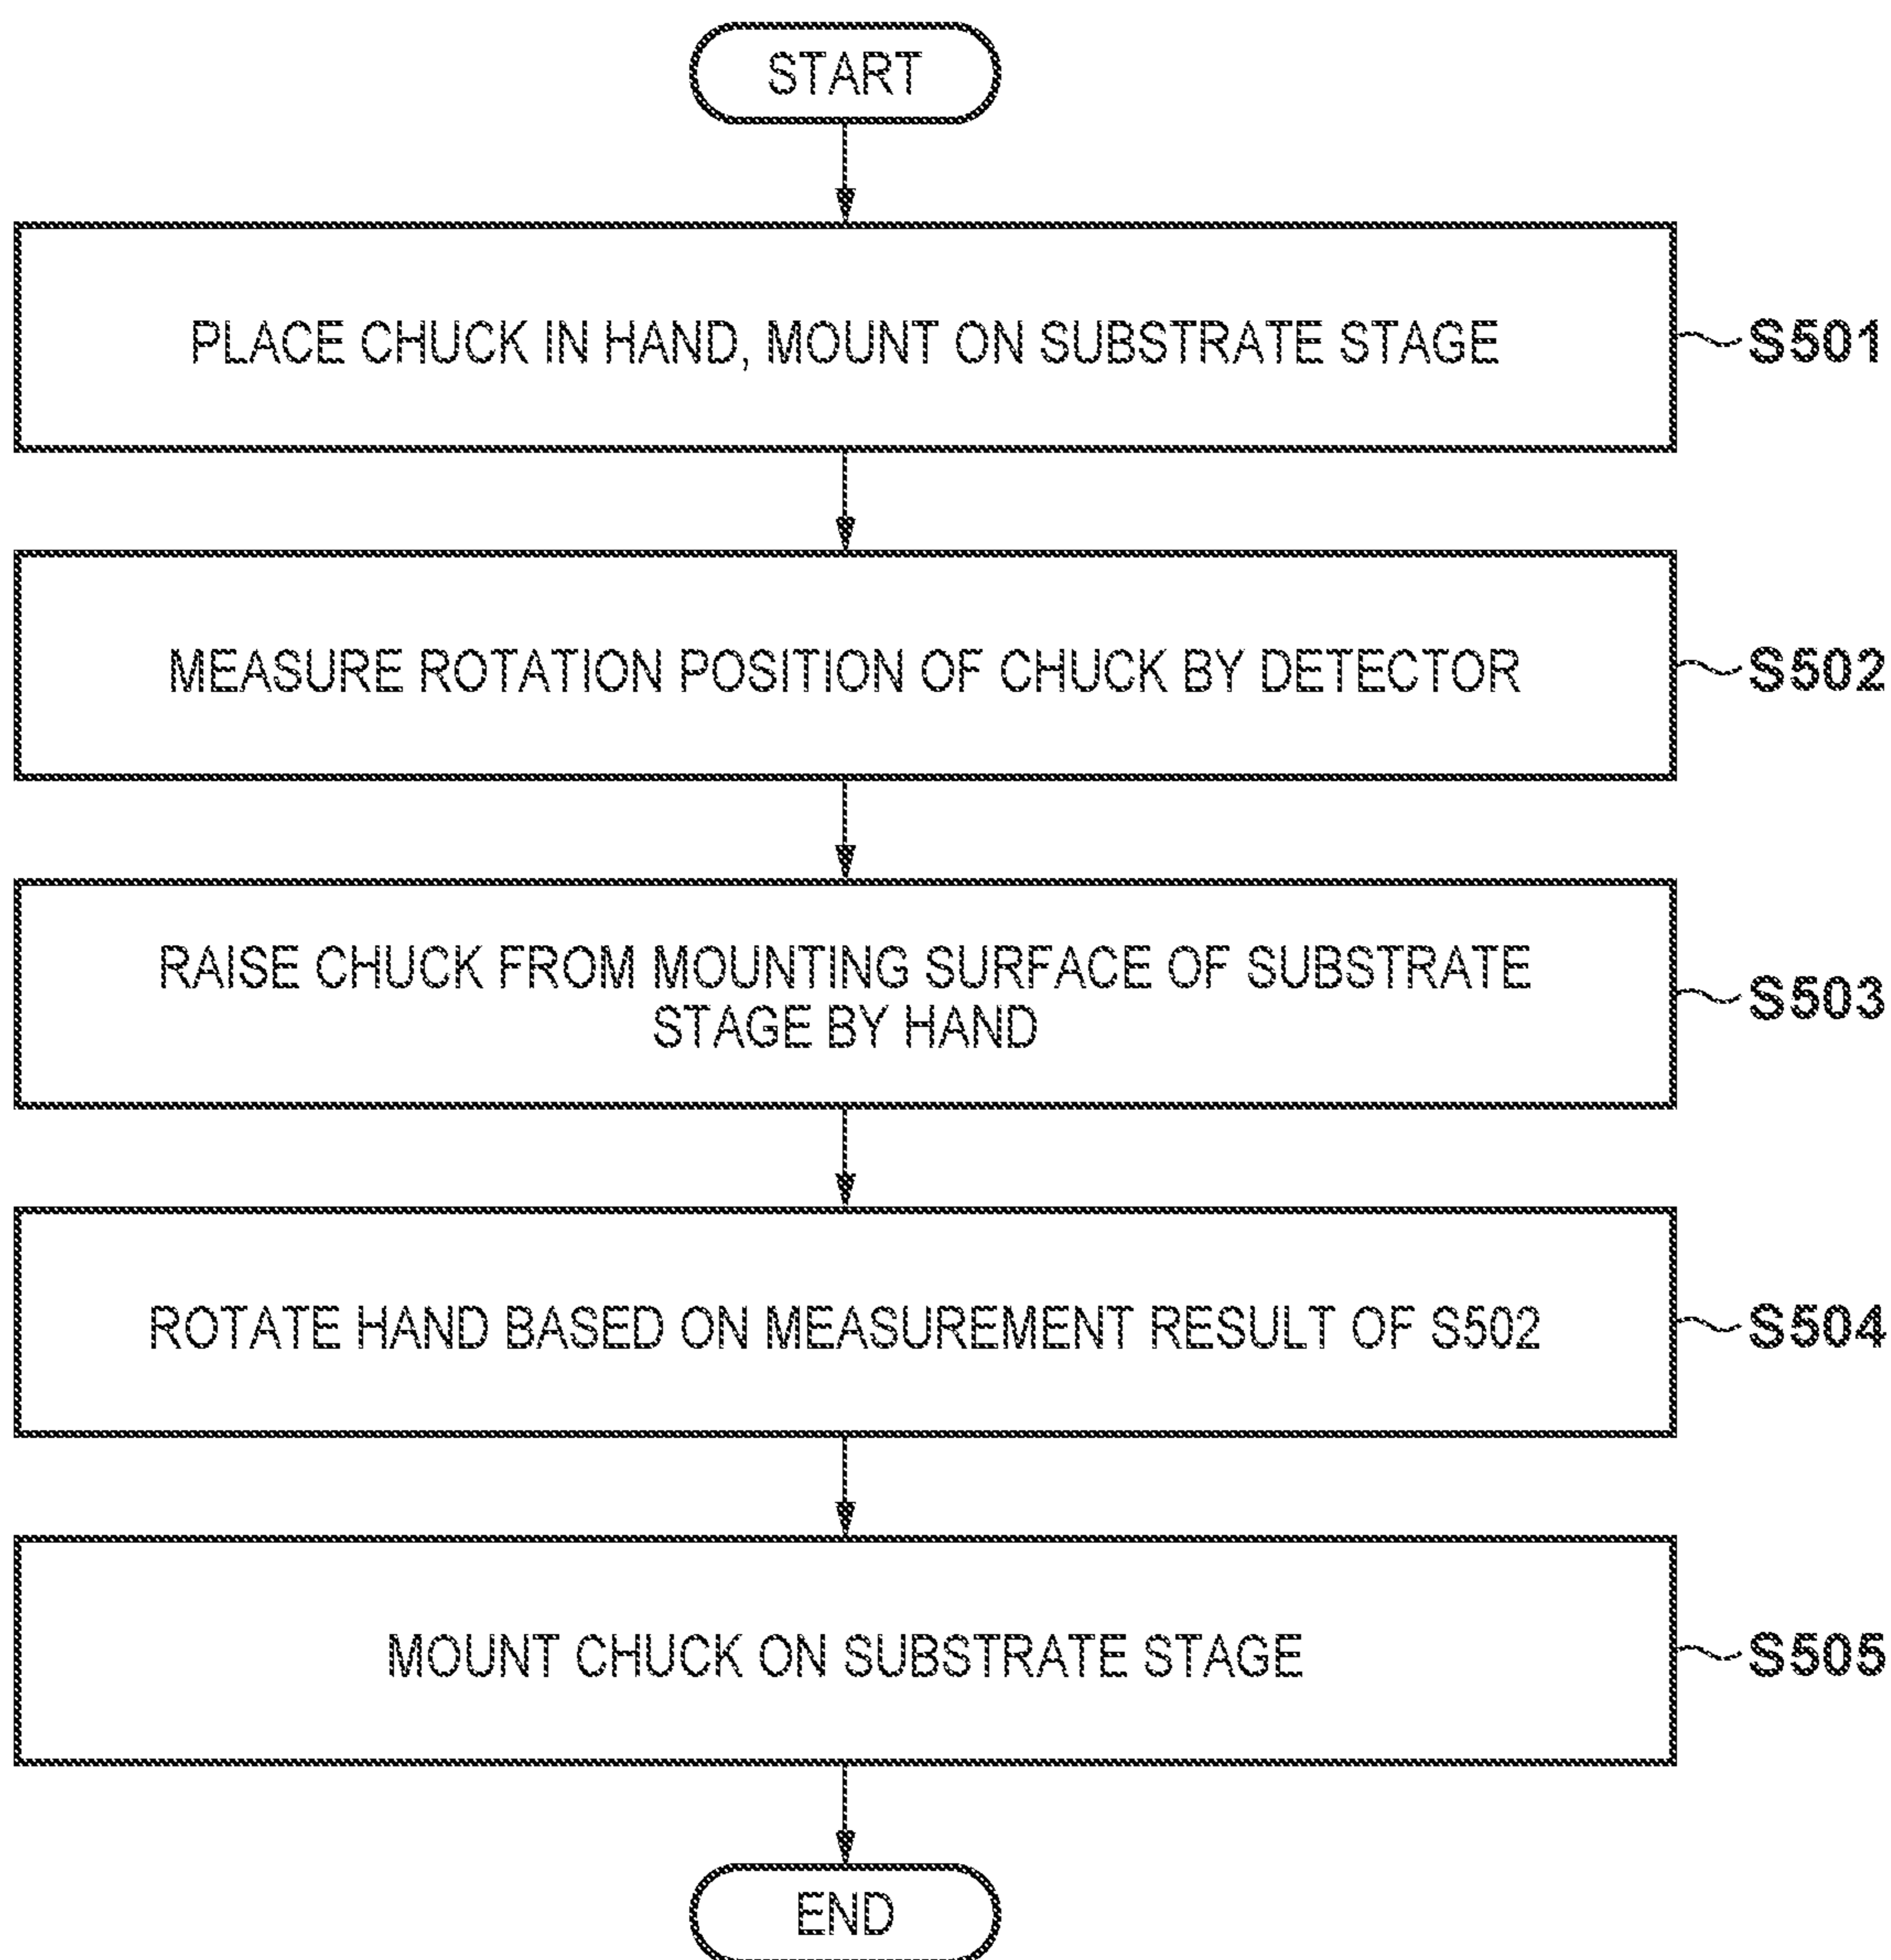 START
PLACE CHUCK IN HAND, MOUNT ON SUBSTRATE STAGE
S501
MEASURE ROTATION POSITION OF CHUCK BY DETECTOR
S502
RAISE CHUCK FROM MOUNTING SURFACE OF SUBSTRATE
STAGE BY HAND
S503
ROTATE HAND BASED ON MEASUREMENT RESULT OF S502
S504
MOUNT CHUCK ON SUBSTRATE STAGE
S505
END